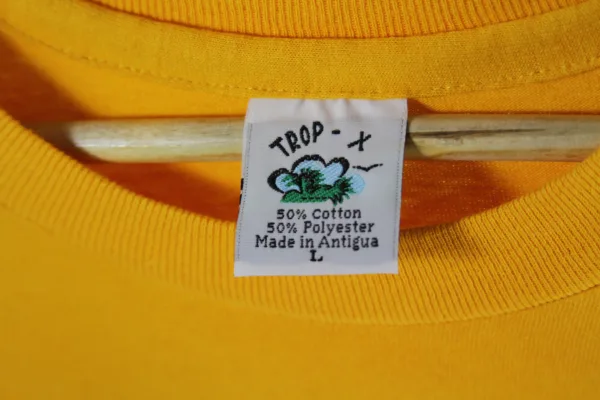 TROP - X
50% Cotton
50% Polyester
Made in Antigua
L